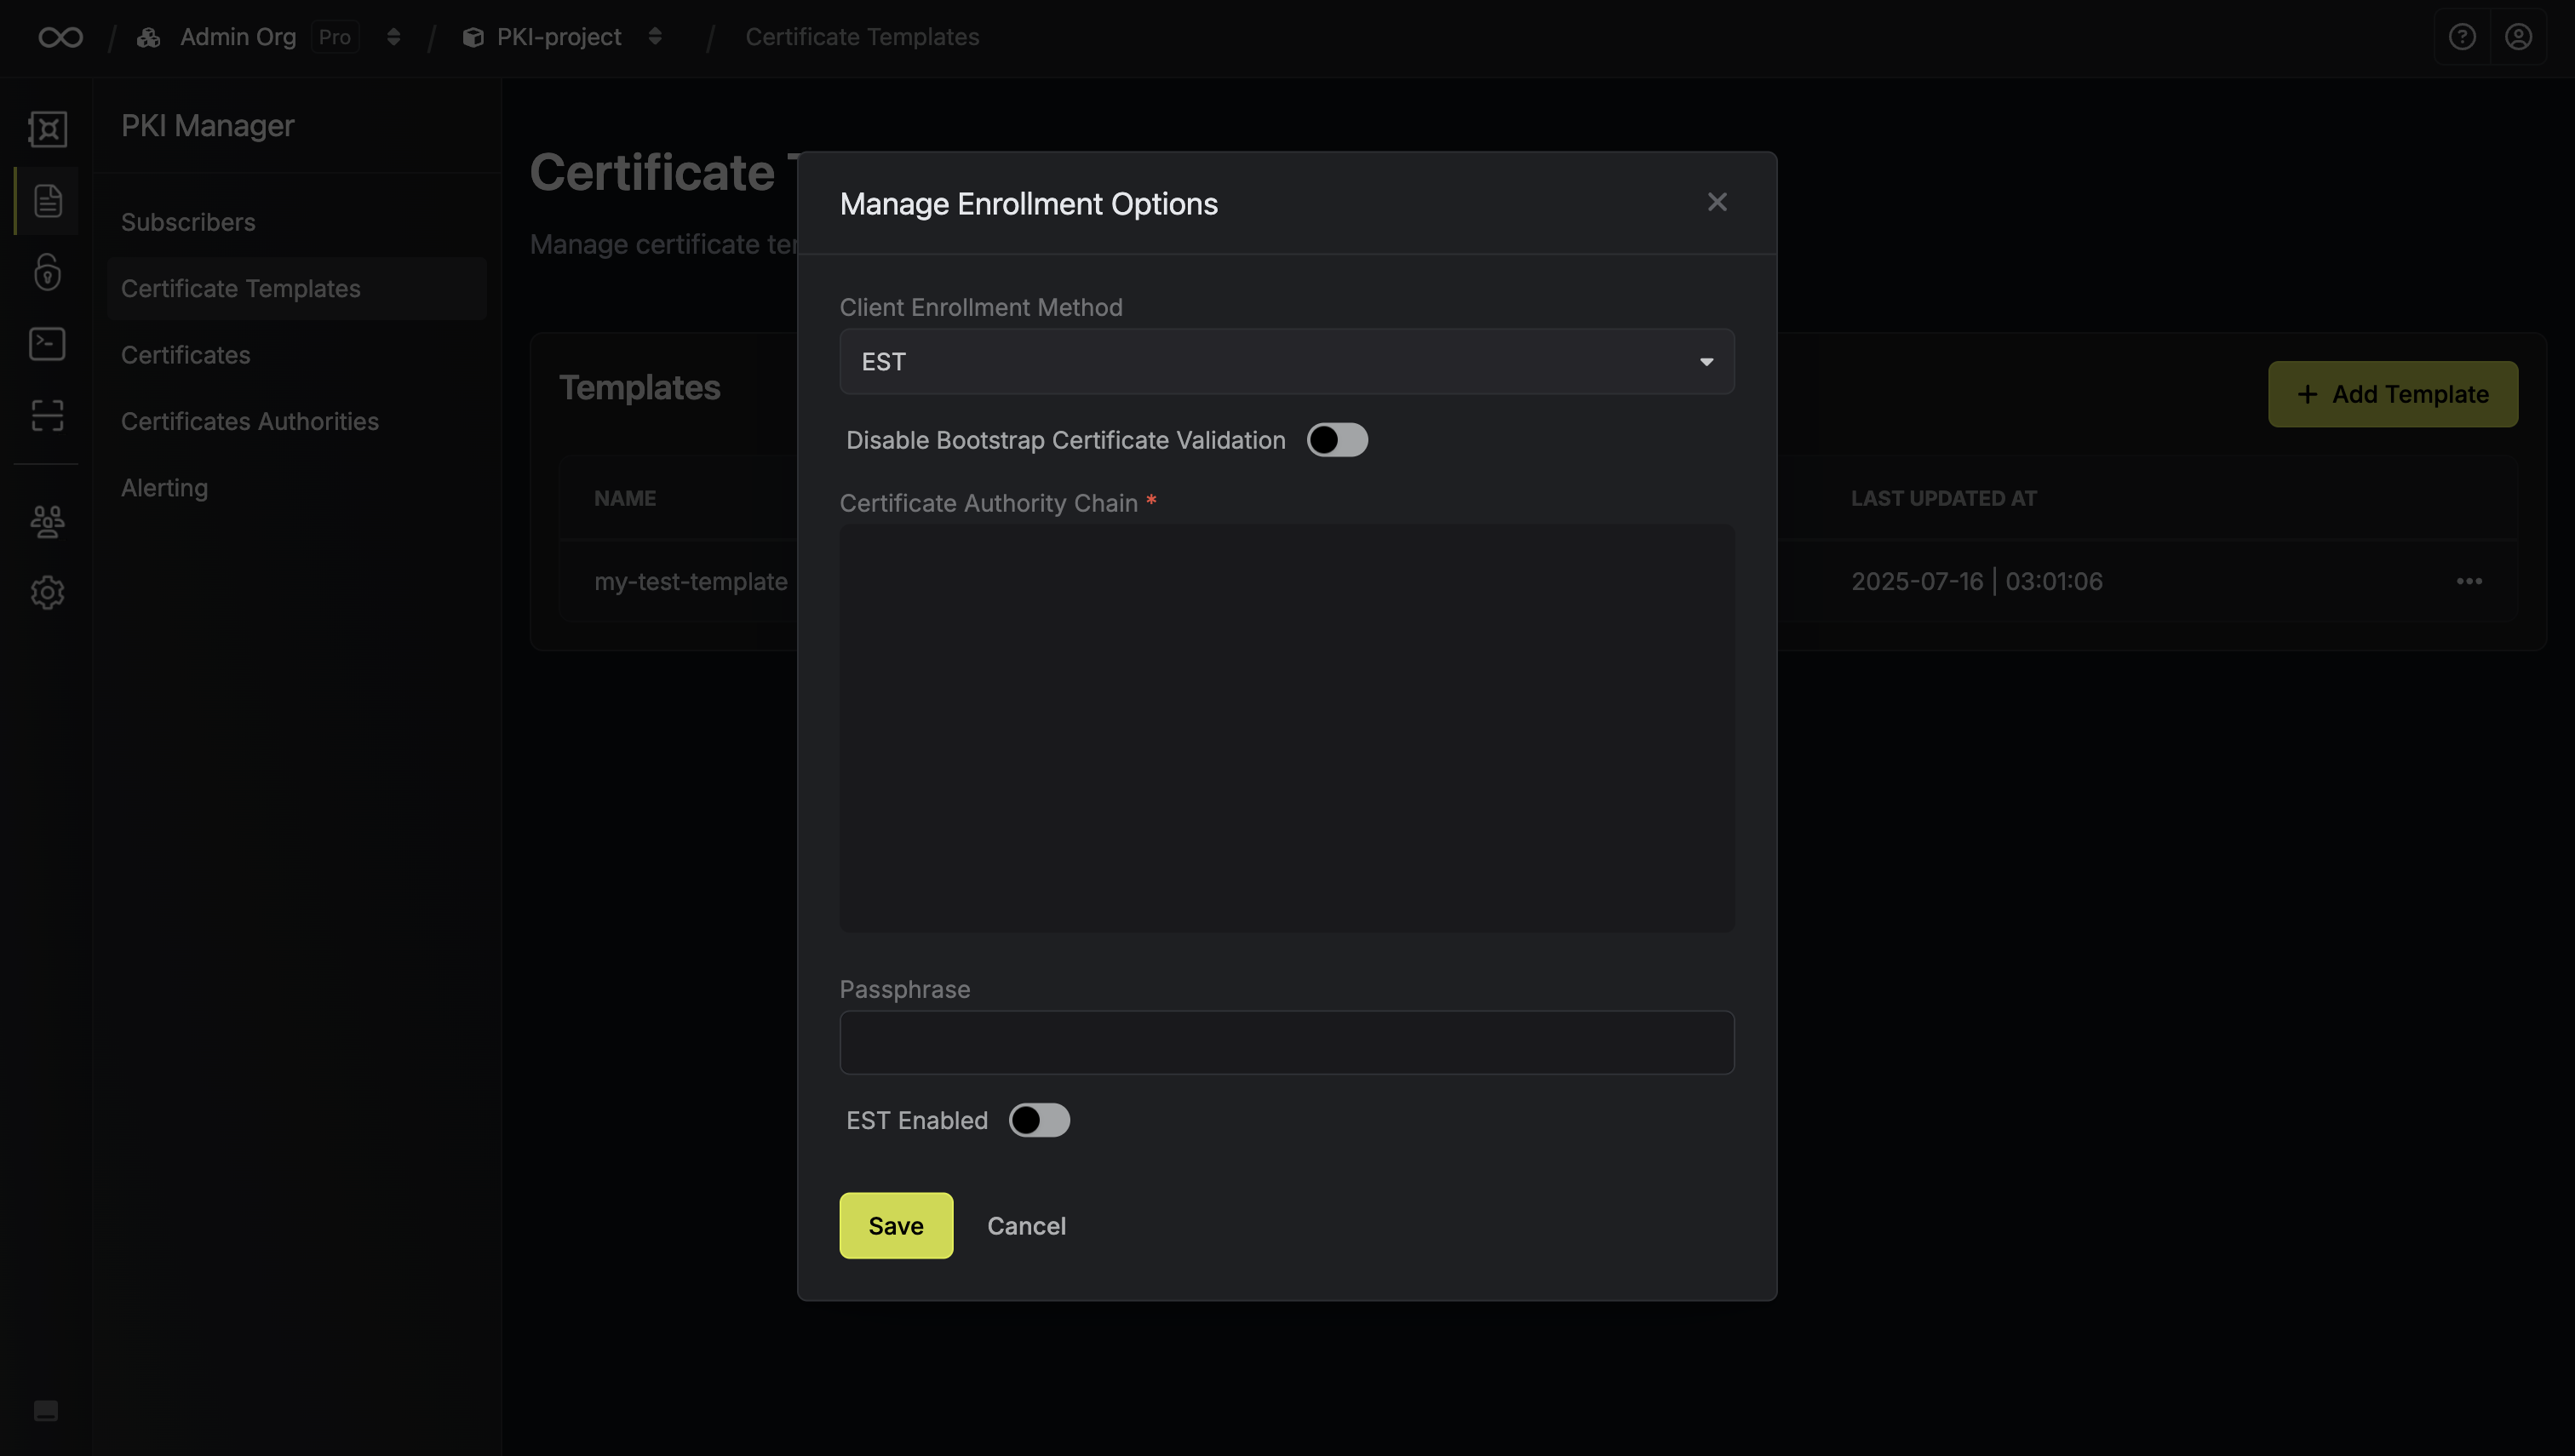 / Admin Org Pro / PKI-project / Certificate Templates
PKI Manager
Subscribers
Certificate Templates
Certificates
Certificates Authorities
Alerting
Certificate
Manage certificate
Templates
+ Add Template
NAME
LAST UPDATED AT
my-test-template
2025-07-16 | 03:01:06
Manage Enrollment Options
Client Enrollment Method
EST
Disable Bootstrap Certificate Validation
Certificate Authority Chain *
Passphrase
EST Enabled
Save
Cancel